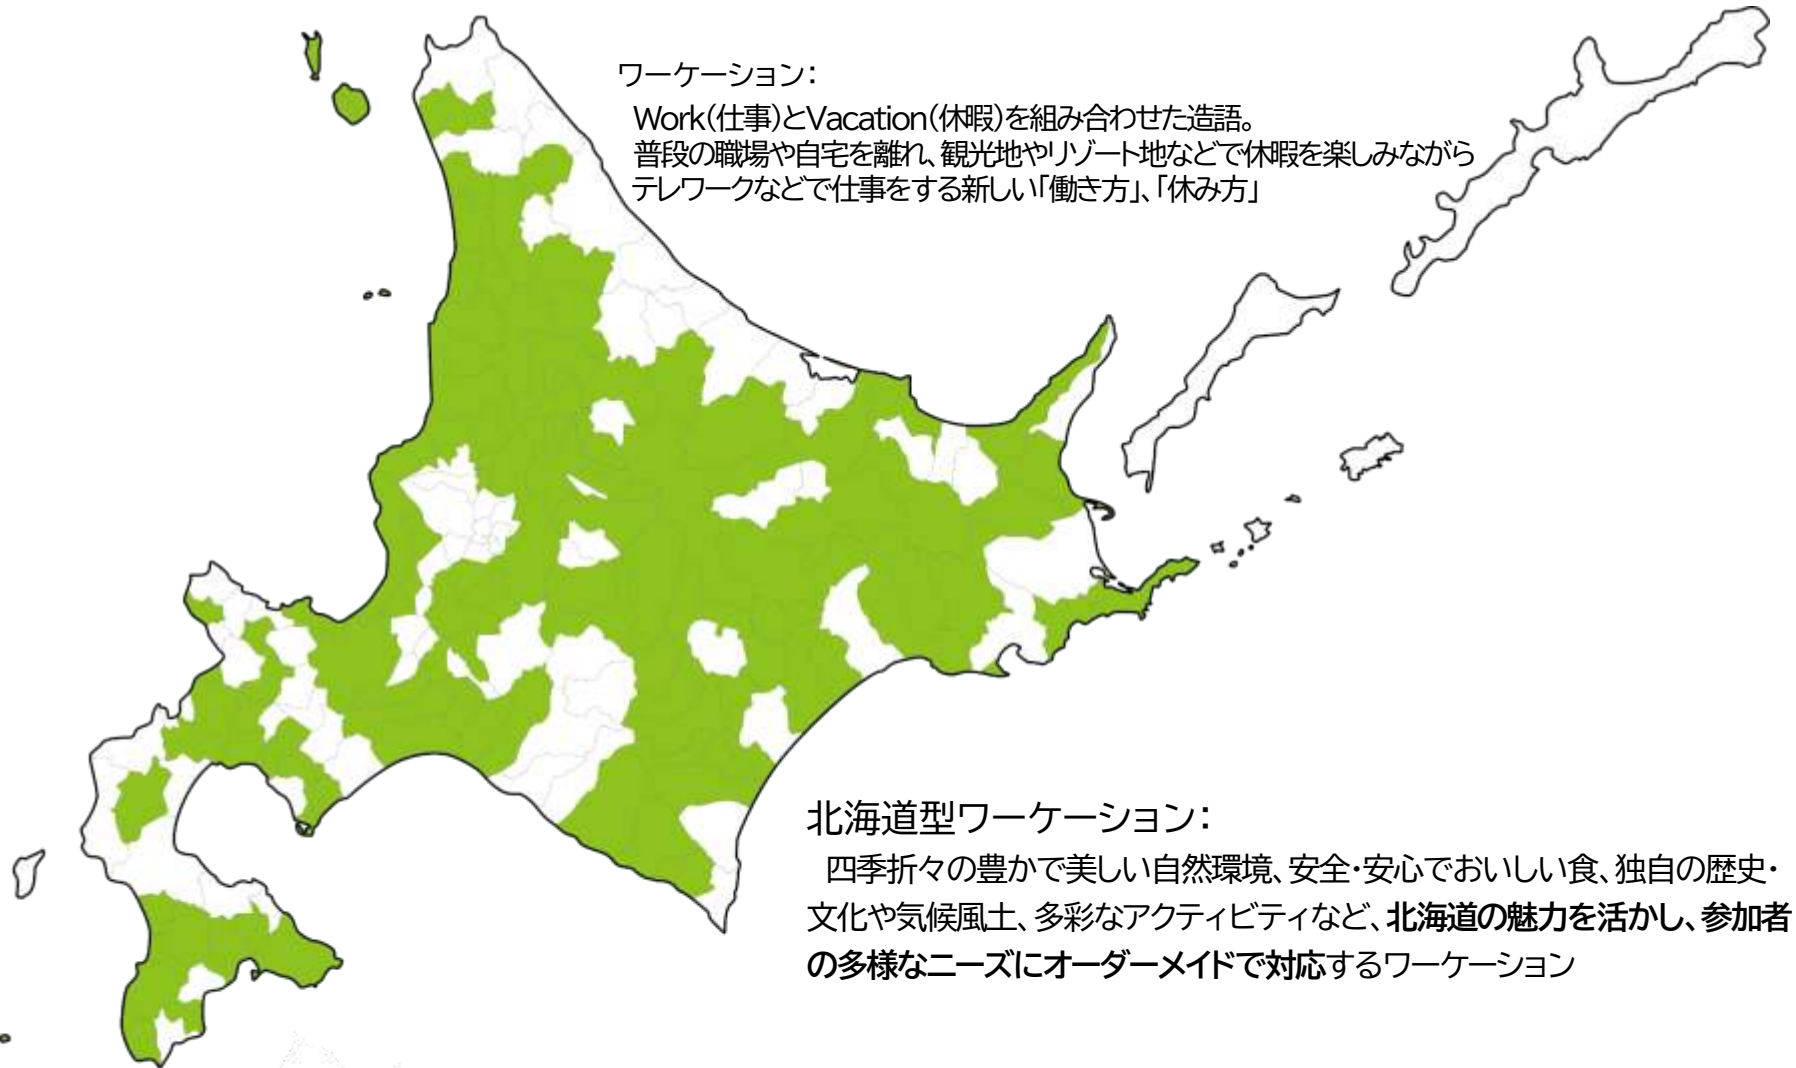 ワーケーション：
Work（仕事）とVacation（休暇）を組み合わせた造語。
普段の職場や自宅を離れ、観光地やリゾート地などで休暇を楽しみながら
テレワークなどで仕事をする新しい「働き方」、「休み方」
北海道型ワーケーション：
四季折々の豊かで美しい自然環境、安全・安心でおいしい食、独自の歴史・
文化や気候風土、多彩なアクティビティなど、北海道の魅力を活かし、参加者
の多様なニーズにオーダーメイドで対応するワーケーション